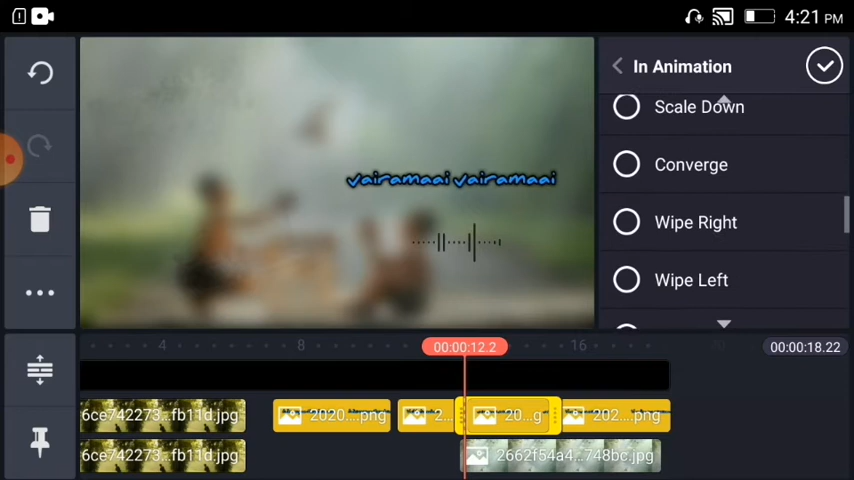 4:21 PM
In Animation
Scale Down
Converge
vairamaai vairamaai
Wipe Right
Wipe Left
00:00:12.2
00:00:18.22
4
8
16
6ce742273...fb11d.jpg
2020....png
2...
20...g
202....png
6ce742273...fb11d.jpg
2662f54a4...748bc.jpg